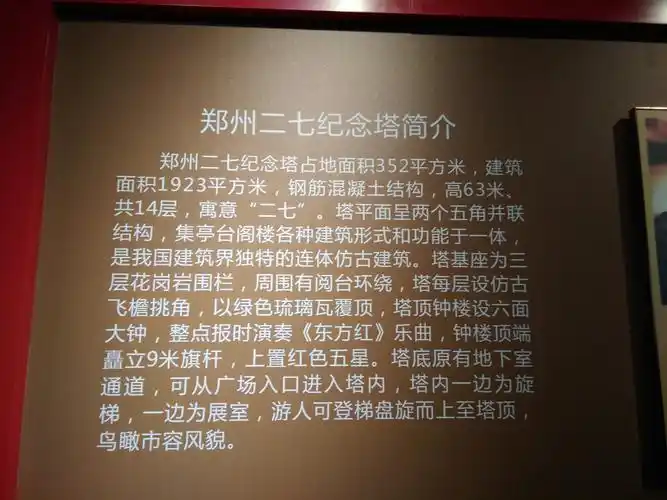 郑州二七纪念塔简介
郑州二七纪念塔占地面积352平方米，建筑
面积1923平方米，钢筋混凝土结构，高63米、
共14层，寓意“二七”。塔平面呈两个五角并联
结构，集亭台阁楼各种建筑形式和功能于一体，
是我国建筑界独特的连体仿古建筑。塔基座为三
层花岗岩围栏，周围有阅台环绕，塔每层设仿古
飞檐挑角，以绿色琉璃瓦覆顶，塔顶钟楼设六面
大钟，整点报时演奏《东方红》乐曲，钟楼顶端
矗立9米旗杆，上置红色五星。塔底原有地下室
通道，可从广场入口进入塔内，塔内一边为旋
梯，一边为展室，游人可登梯盘旋而上至塔顶，
鸟瞰市容风貌。